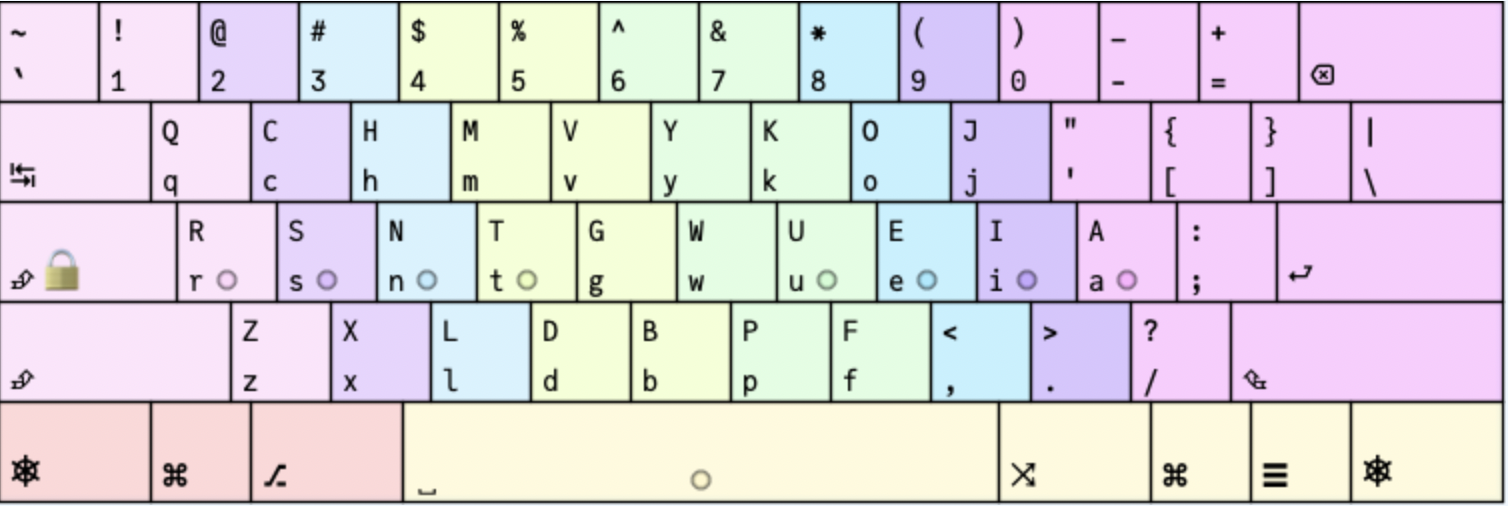 ~ ! @ # $ % ^ & * ( ) _ +
` 1 2 3 4 5 6 7 8 9 0 - =
Q C H M V Y K O J " { } |
q c h m v y k o j ' [ ] \
R S N T G W U E I A :
r s n t g w u e i a ;
Z X L D B P F < > ?
z x l d b p f , . /